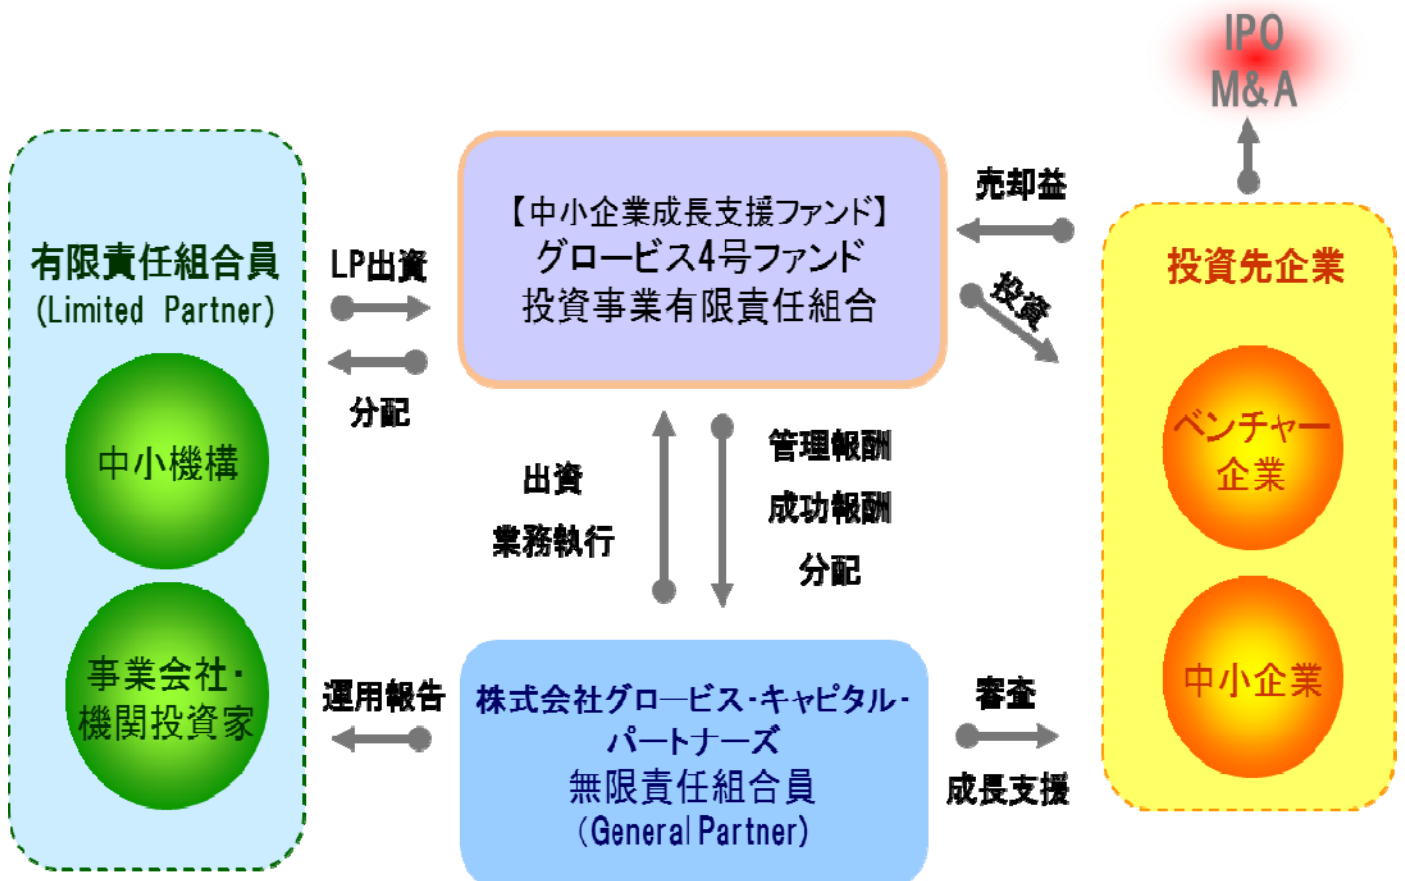 IPO
M&A
有限責任組合員
(Limited Partner)
中小機構
事業会社・
機関投資家
LP出資
分配
運用報告
【中小企業成長支援ファンド】
グロービス4号ファンド
投資事業有限責任組合
出資
業務執行
管理報酬
成功報酬
分配
株式会社グロービス-キャピタル-
パートナーズ
無限責任組合員
(General Partner)
売却益
投資
審査
成長支援
投資先企業
ベンチャー
企業
中小企業